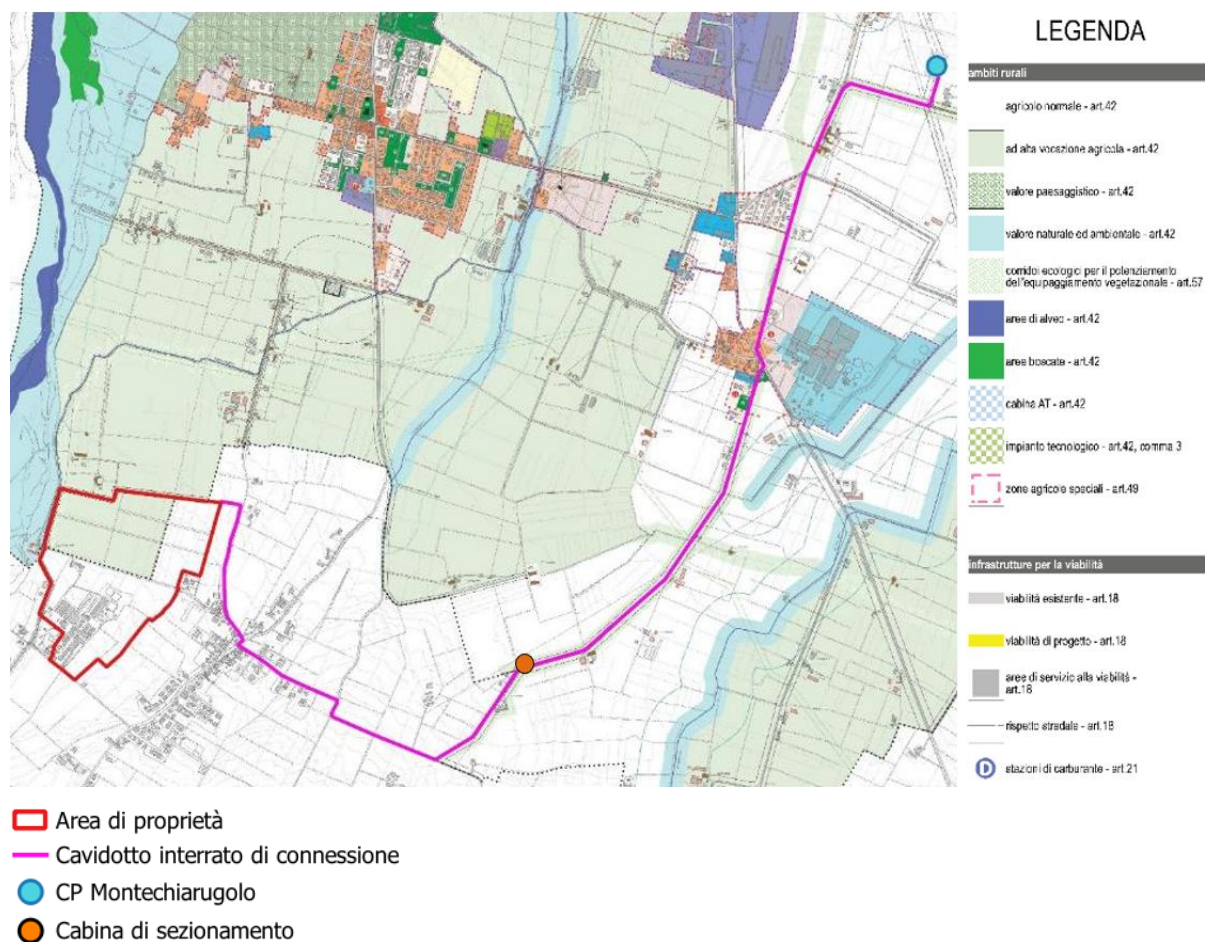 LEGENDA
ambiti rurali
agricolo normale - art.42
ad alta vocazione agricola - art.42
valore paesaggistico - art.42
valore naturale ed ambientale - art.42
corridoi ecologici per il potenziamento
dell'equipaggiamento vegetazionale - art.57
aree di alveo - art.42
aree boscate - art.42
cabina AT - art.42
impianto tecnologico - art.42, comma 3
zone agricole speciali - art.49
infrastrutture per la viabilità
viabilità esistente - art.18
viabilità di progetto - art.18
aree di servizio alla viabilità -
art.18
rispetto stradale - art.18
D stazioni di carburante - art.21
Area di proprietà
Cavidotto interrato di connessione
CP Montechiarugolo
Cabina di sezionamento